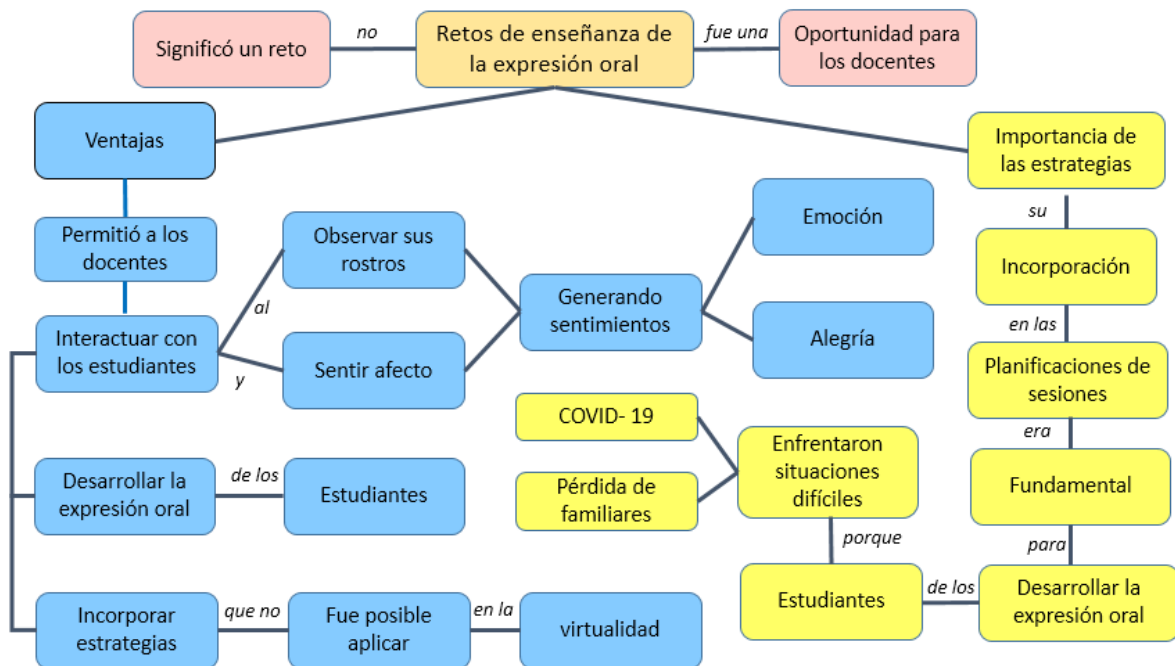 Significó un reto
no
Retos de enseñanza de
la expresión oral
fue una
Oportunidad para
los docentes
Ventajas
Permitió a los
docentes
Interactuar con
los estudiantes
al
y
Observar sus
rostros
Sentir afecto
Generando
sentimientos
Emoción
Alegría
Desarrollar la
expresión oral
de los
Estudiantes
Incorporar
estrategias
que no
Fue posible
aplicar
en la
virtualidad
Importancia de
las estrategias
su
Incorporación
en las
Planificaciones de
sesiones
era
Fundamental
para
Desarrollar la
expresión oral
de los
Estudiantes
porque
Enfrentaron
situaciones
difíciles
COVID- 19
Pérdida de
familiares